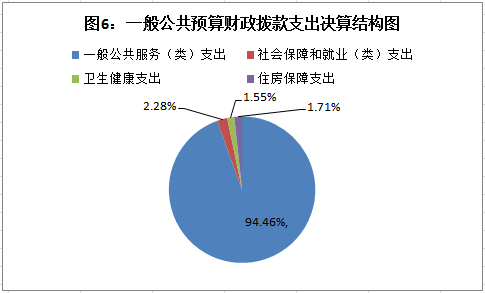 图6：一般公共预算财政拨款支出决算结构图
一般公共服务（类）支出 社会保障和就业（类）支出
卫生健康支出 住房保障支出
1.55%
2.28% 1.71%
94.46%,